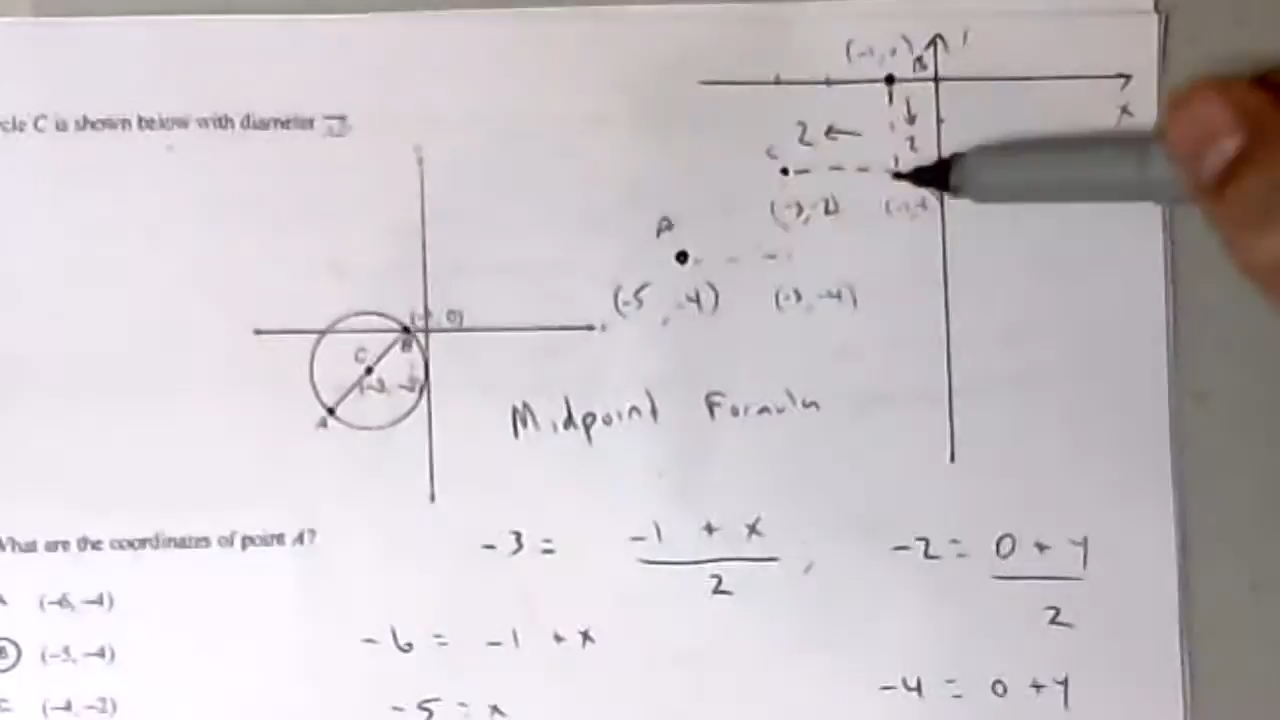 cle C is shown below with diameter
(-1, 0)
B
X
2 ←
↓
2
C
(-3, -2)
A
(-5, -4) (-3, -4)
B
C
A
Midpoint Formula
-3 = -1 + x / 2 , -2 = 0 + y / 2
What are the coordinates of point A?
(-6, -4)
-6 = -1 + x
B (-5, -4)
-4 = 0 + y
C (-4, -2)
-5 = x